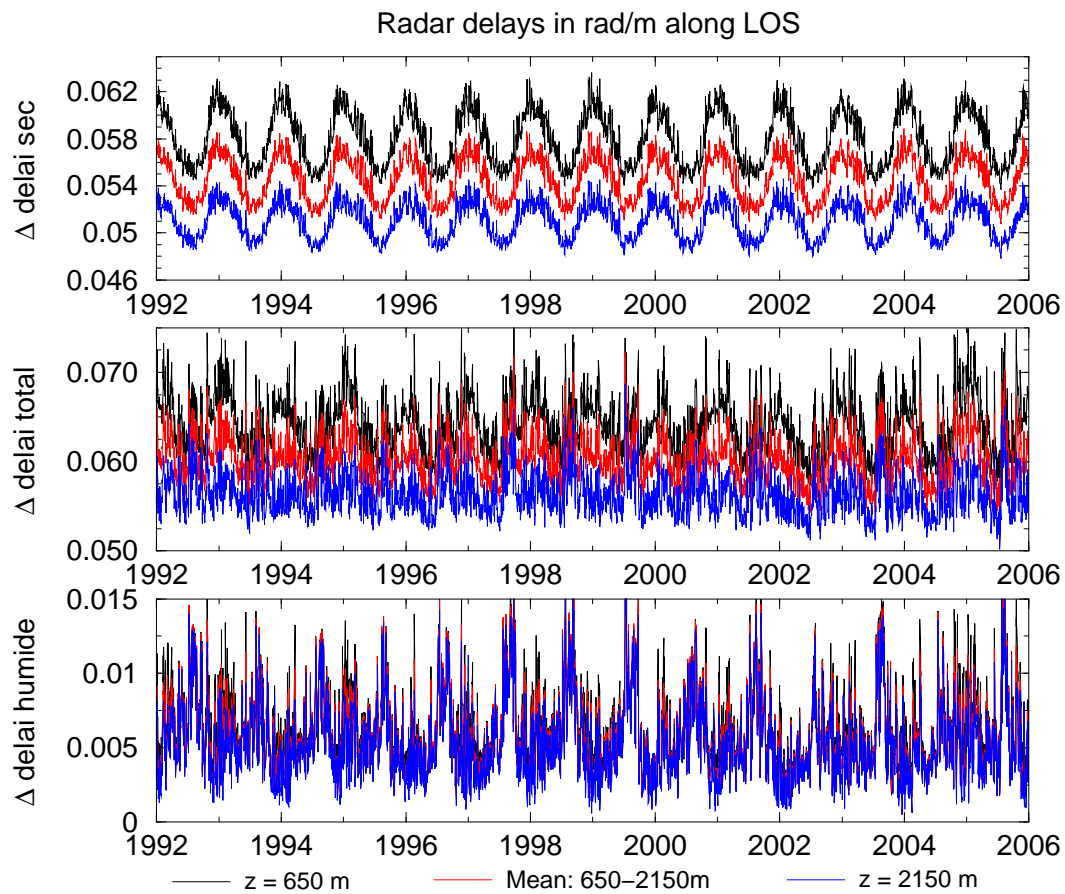 Radar delays in rad/m along LOS
Δ delai sec
0.062
0.058
0.054
0.05
0.046
1992 1994 1996 1998 2000 2002 2004 2006
Δ delai total
0.070
0.060
0.050
1992 1994 1996 1998 2000 2002 2004 2006
Δ delai humide
0.015
0.01
0.005
0
1992 1994 1996 1998 2000 2002 2004 2006
z = 650 m Mean: 650−2150m z = 2150 m